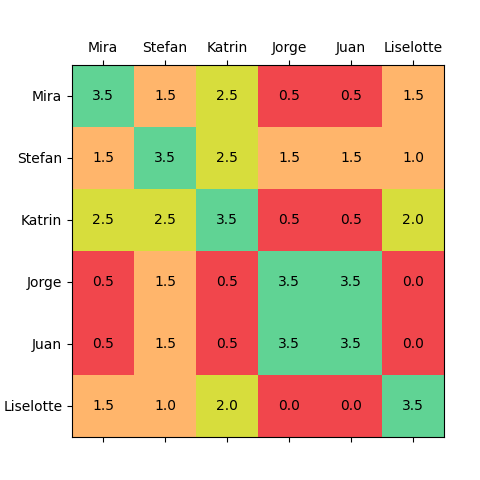 Mira Stefan Katrin Jorge Juan Liselotte
Mira 3.5 1.5 2.5 0.5 0.5 1.5
Stefan 1.5 3.5 2.5 1.5 1.5 1.0
Katrin 2.5 2.5 3.5 0.5 0.5 2.0
Jorge 0.5 1.5 0.5 3.5 3.5 0.0
Juan 0.5 1.5 0.5 3.5 3.5 0.0
Liselotte 1.5 1.0 2.0 0.0 0.0 3.5